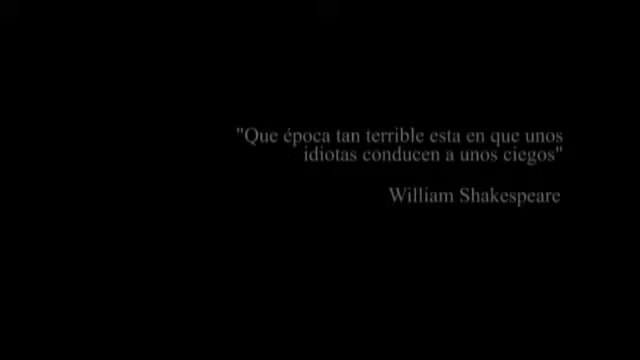 "Que época tan terrible esta en que unos
idiotas conducen a unos ciegos"
William Shakespeare